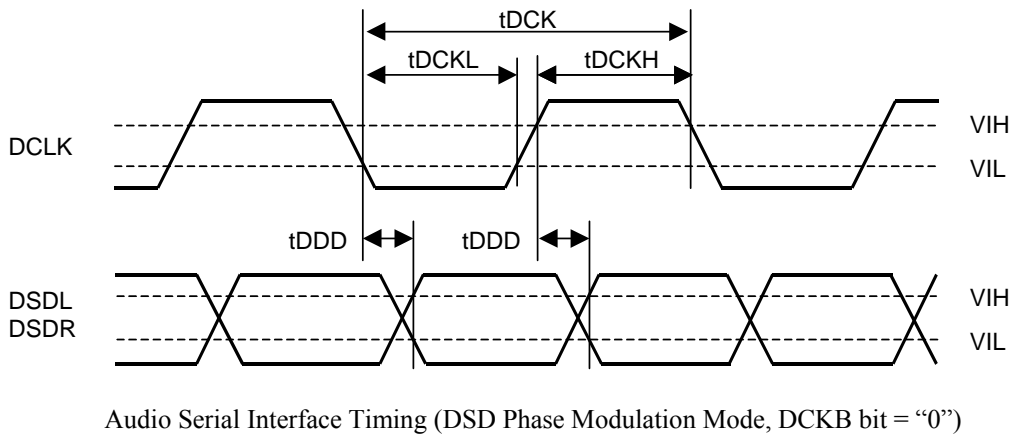 tDCK
tDCKL tDCKH
VIH
DCLK
VIL
tDDD tDDD
DSDL VIH
DSDR
VIL
Audio Serial Interface Timing (DSD Phase Modulation Mode, DCKB bit = “0”)